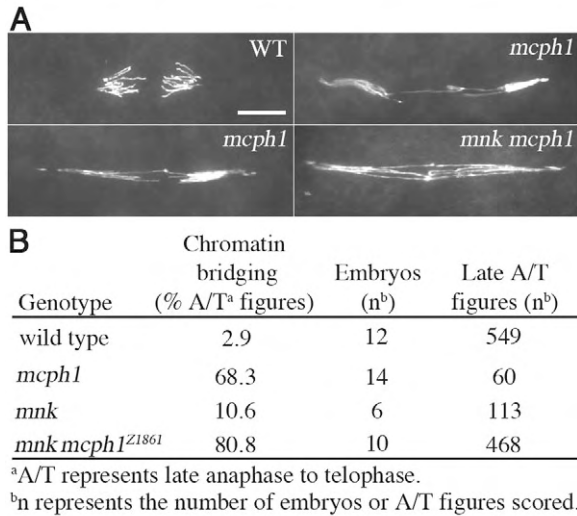 A
WT
mcph1
mcph1
mnk mcph1
B
Chromatin bridging (% A/Tᵃ figures)
Genotype
Embryos (nᵇ)
Late A/T figures (nᵇ)
wild type 2.9 12 549
mcph1 68.3 14 60
mnk 10.6 6 113
mnk mcph1ᶻ¹⁸⁶¹ 80.8 10 468
ᵃA/T represents late anaphase to telophase.
ᵇn represents the number of embryos or A/T figures scored.